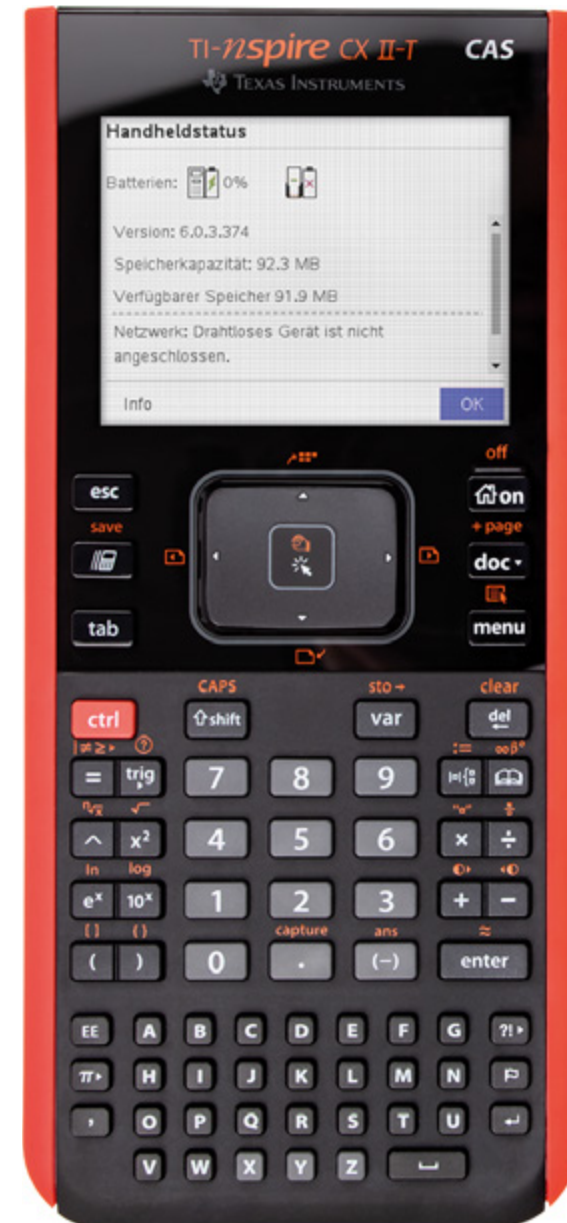 TI-nspire CX II-T CAS
TEXAS INSTRUMENTS
Handheldstatus
Batterien: 0%
Version: 6.0.3.374
Speicherkapazität: 92.3 MB
Verfügbarer Speicher 91.9 MB
Netzwerk: Drahtloses Gerät ist nicht
angeschlossen.
Info OK
off
esc on
save + page
doc
tab menu
CAPS sto→ clear
ctrl ⇧shift var del
|≠≥▸ ? := ∞β°
= trig 7 8 9 |≡|{
ⁿ√x √ "∞"
^ x² 4 5 6 × ÷
ln log
eˣ 10ˣ 1 2 3 + −
[ ] { } capture ans ≈
( ) 0 . (−) enter
EE A B C D E F G ?!▸
π▸ H I J K L M N
, O P Q R S T U ↵
V W X Y Z